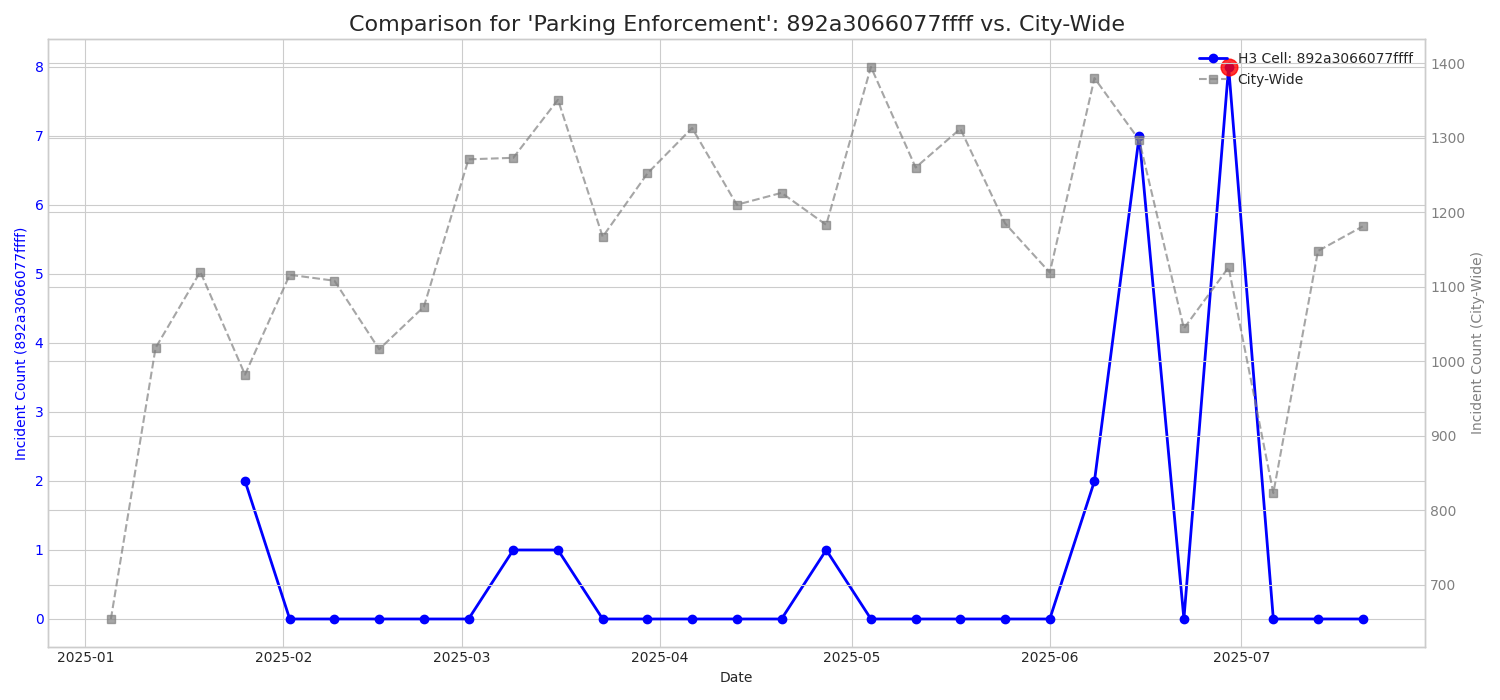 Comparison for 'Parking Enforcement': 892a3066077ffff vs. City-Wide
H3 Cell: 892a3066077ffff
City-Wide
Incident Count (892a3066077ffff)
8
7
6
5
4
3
2
1
0
1400
1300
1200
1100
1000
900
800
700
Incident Count (City-Wide)
2025-01 2025-02 2025-03 2025-04 2025-05 2025-06 2025-07
Date